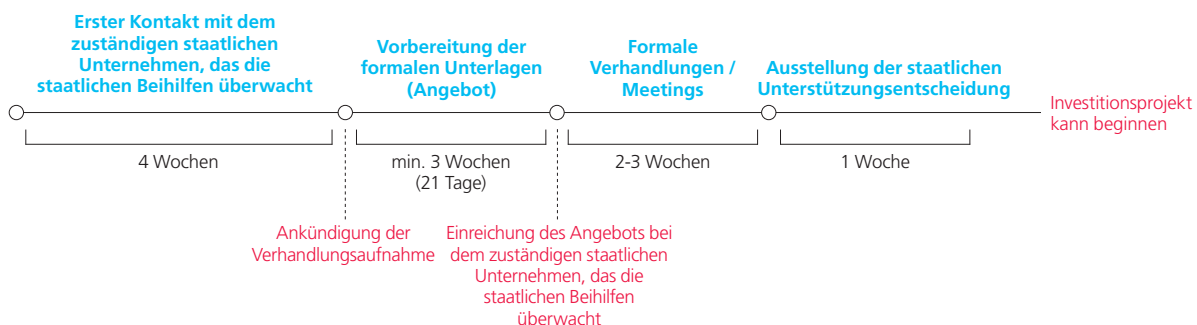 Erster Kontakt mit dem
zuständigen staatlichen
Unternehmen, das die
staatlichen Beihilfen überwacht
Vorbereitung der
formalen Unterlagen
(Angebot)
Formale
Verhandlungen /
Meetings
Ausstellung der staatlichen
Unterstützungsentscheidung
Investitionsprojekt
kann beginnen
4 Wochen
min. 3 Wochen
(21 Tage)
2-3 Wochen
1 Woche
Ankündigung der
Verhandlungsaufnahme
Einreichung des Angebots bei
dem zuständigen staatlichen
Unternehmen, das die
staatlichen Beihilfen
überwacht